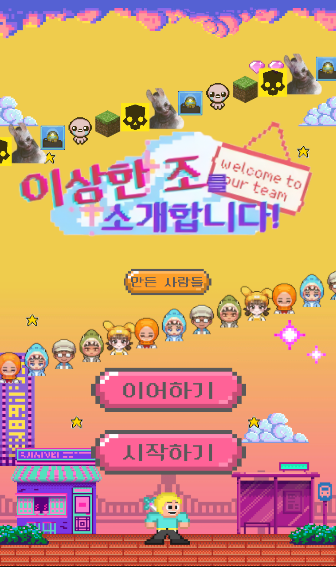 이상한 조를
welcome to
our team
소개합니다!
만든 사람들
이어하기
시작하기